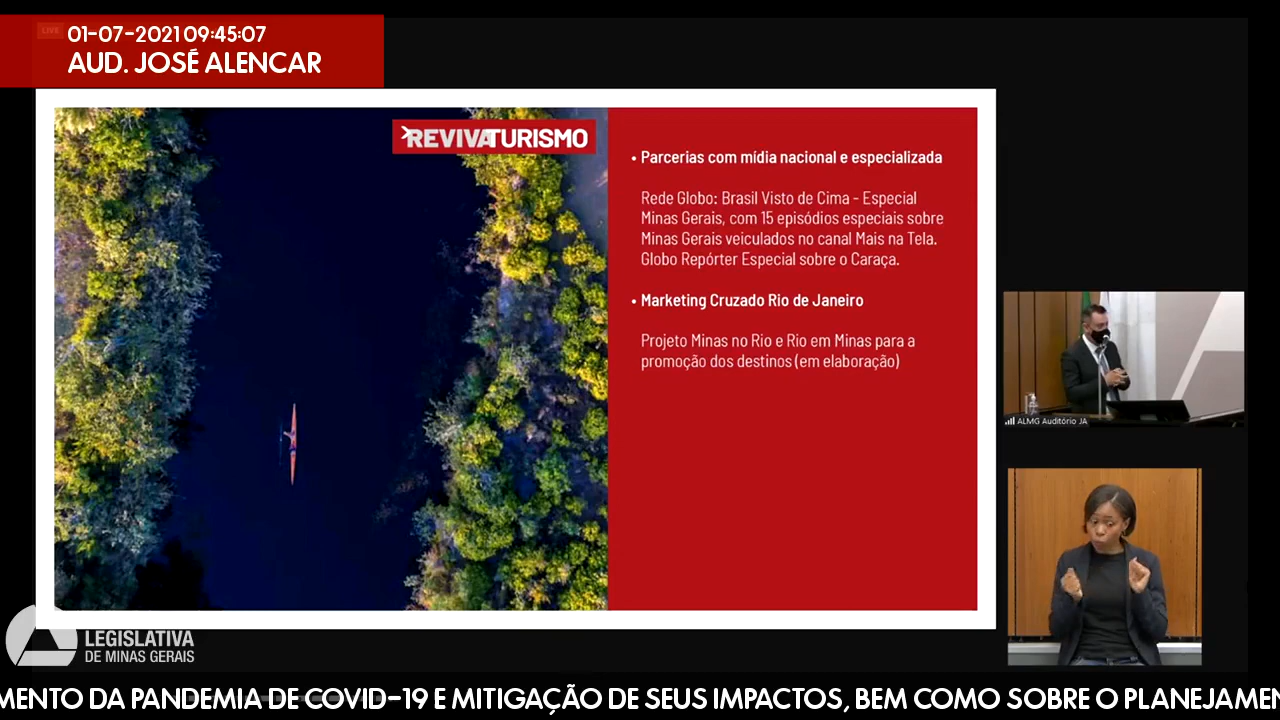 LIVE
01-07-2021 09:45:07
AUD. JOSÉ ALENCAR
REVIVATURISMO
• Parcerias com mídia nacional e especializada
Rede Globo: Brasil Visto de Cima - Especial
Minas Gerais, com 15 episódios especiais sobre
Minas Gerais veiculados no canal Mais na Tela.
Globo Repórter Especial sobre o Caraça.
• Marketing Cruzado Rio de Janeiro
Projeto Minas no Rio e Rio em Minas para a
promoção dos destinos (em elaboração)
ALMG Auditório JA
LEGISLATIVA
DE MINAS GERAIS
MENTO DA PANDEMIA DE COVID-19 E MITIGAÇÃO DE SEUS IMPACTOS, BEM COMO SOBRE O PLANEJAMEN